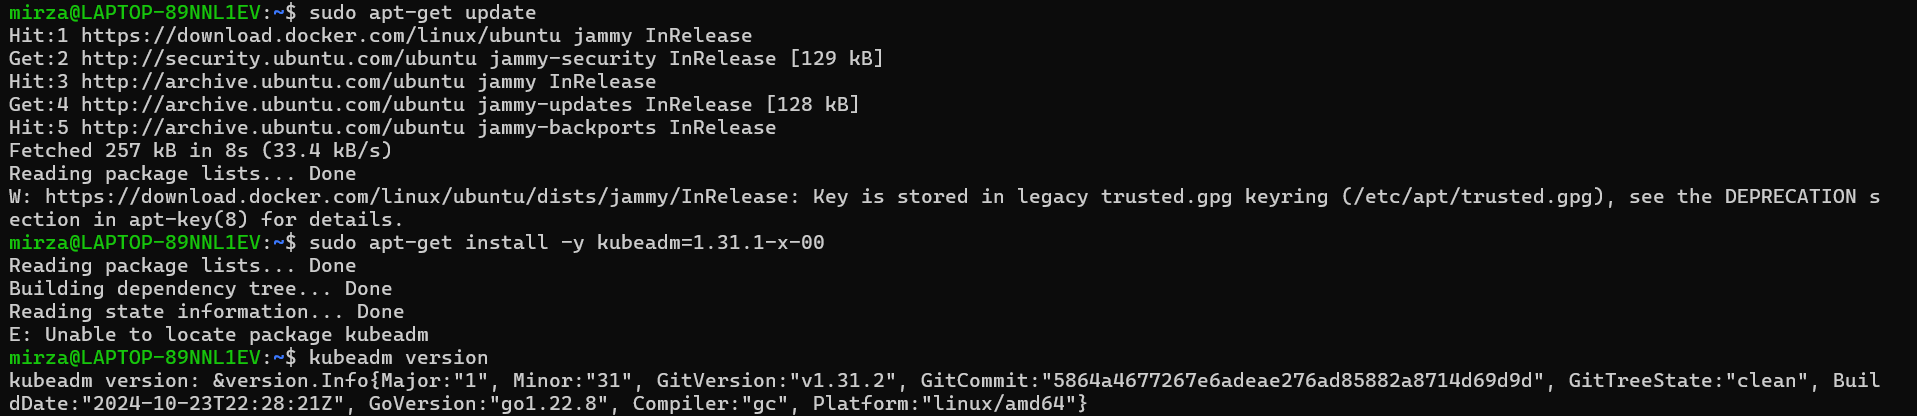 mirza@LAPTOP-89NNL1EV:~$ sudo apt-get update
Hit:1 https://download.docker.com/linux/ubuntu jammy InRelease
Get:2 http://security.ubuntu.com/ubuntu jammy-security InRelease [129 kB]
Hit:3 http://archive.ubuntu.com/ubuntu jammy InRelease
Get:4 http://archive.ubuntu.com/ubuntu jammy-updates InRelease [128 kB]
Hit:5 http://archive.ubuntu.com/ubuntu jammy-backports InRelease
Fetched 257 kB in 8s (33.4 kB/s)
Reading package lists... Done
W: https://download.docker.com/linux/ubuntu/dists/jammy/InRelease: Key is stored in legacy trusted.gpg keyring (/etc/apt/trusted.gpg), see the DEPRECATION s
ection in apt-key(8) for details.
mirza@LAPTOP-89NNL1EV:~$ sudo apt-get install -y kubeadm=1.31.1-x-00
Reading package lists... Done
Building dependency tree... Done
Reading state information... Done
E: Unable to locate package kubeadm
mirza@LAPTOP-89NNL1EV:~$ kubeadm version
kubeadm version: &version.Info{Major:"1", Minor:"31", GitVersion:"v1.31.2", GitCommit:"5864a4677267e6adeae276ad85882a8714d69d9d", GitTreeState:"clean", Buil
dDate:"2024-10-23T22:28:21Z", GoVersion:"go1.22.8", Compiler:"gc", Platform:"linux/amd64"}